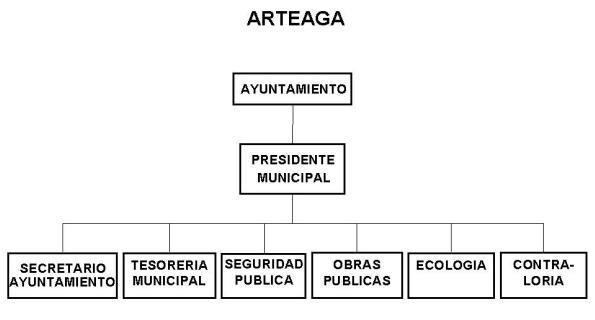 ARTEAGA
AYUNTAMIENTO
PRESIDENTE
MUNICIPAL
SECRETARIO
AYUNTAMIENTO
TESORERIA
MUNICIPAL
SEGURIDAD
PUBLICA
OBRAS
PUBLICAS
ECOLOGIA
CONTRA-
LORIA